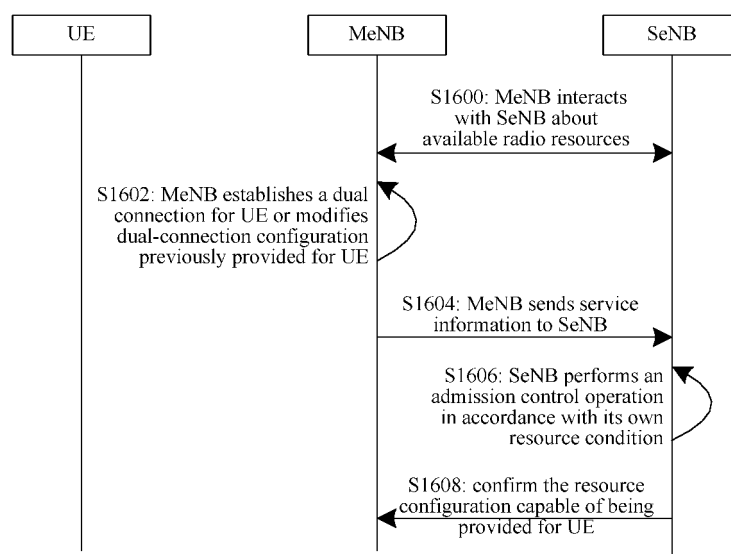 UE
MeNB
SeNB
S1600: MeNB interacts
with SeNB about
available radio resources
S1602: MeNB establishes a dual
connection for UE or modifies
dual-connection configuration
previously provided for UE
S1604: MeNB sends service
information to SeNB
S1606: SeNB performs an
admission control operation
in accordance with its own
resource condition
S1608: confirm the resource
configuration capable of being
provided for UE